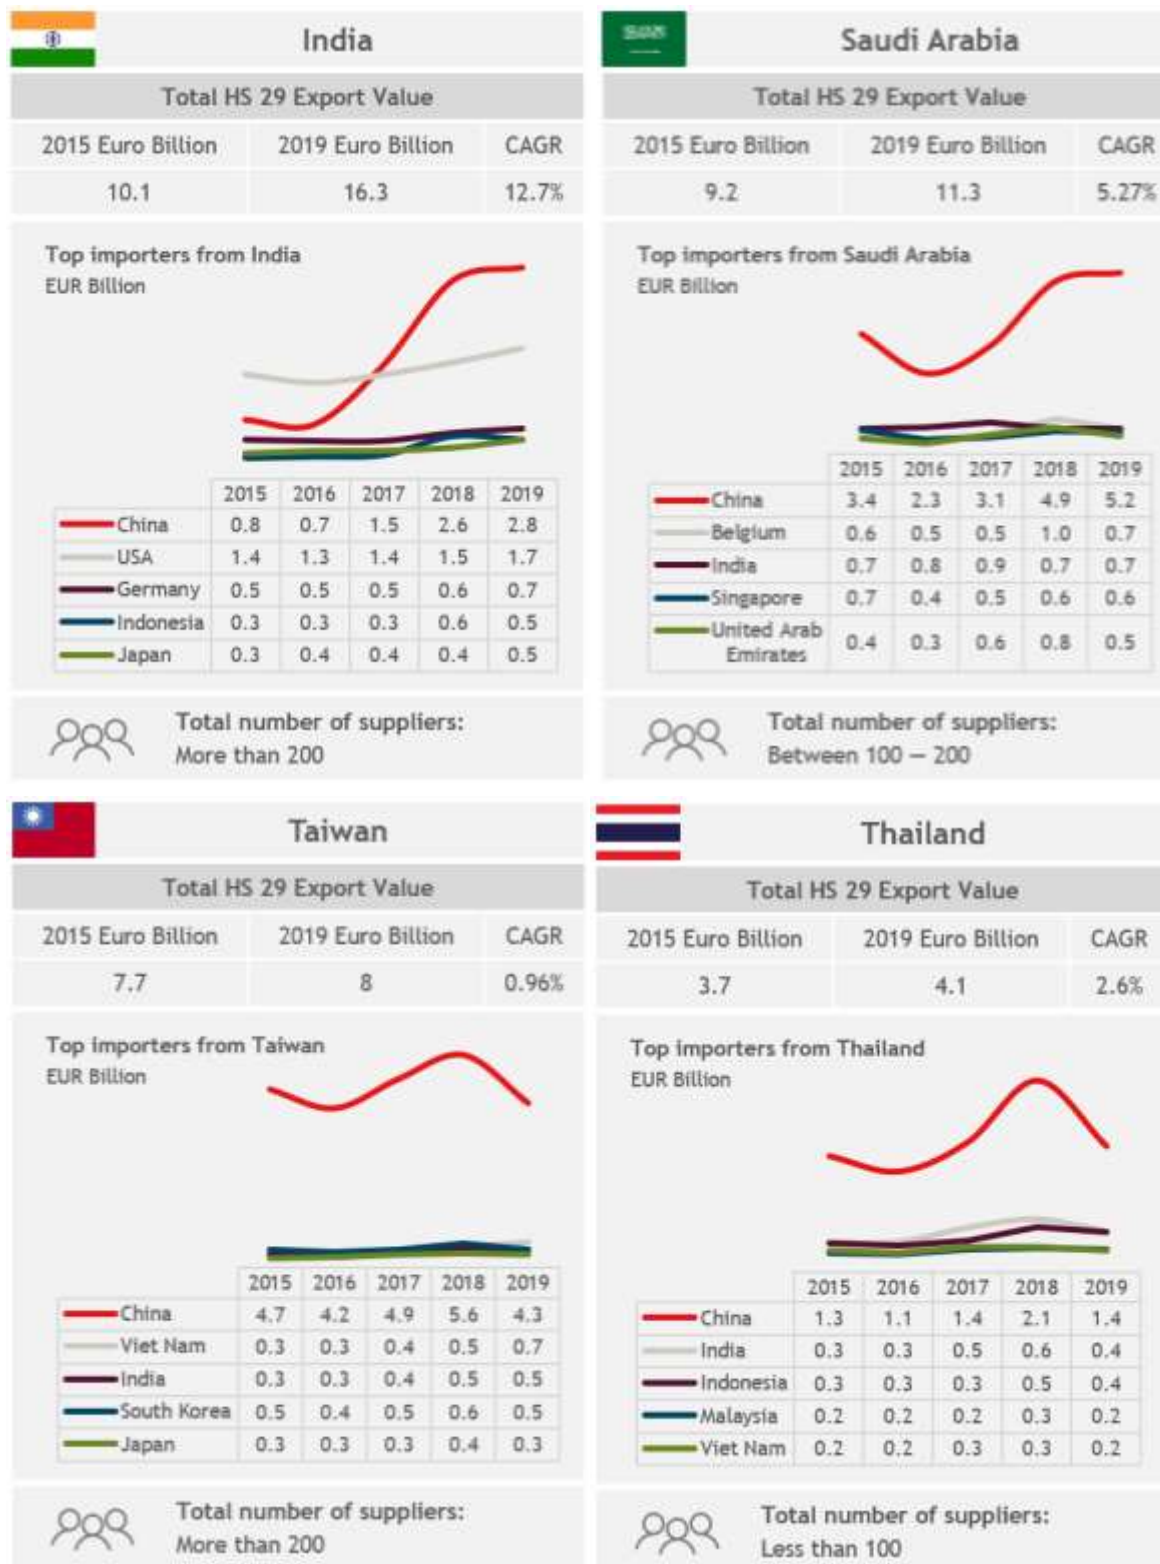 India
Total HS 29 Export Value
2015 Euro Billion 2019 Euro Billion CAGR
10.1 16.3 12.7%
Top importers from India
EUR Billion
2015 2016 2017 2018 2019
China 0.8 0.7 1.5 2.6 2.8
USA 1.4 1.3 1.4 1.5 1.7
Germany 0.5 0.5 0.5 0.6 0.7
Indonesia 0.3 0.3 0.3 0.6 0.5
Japan 0.3 0.4 0.4 0.4 0.5
Total number of suppliers:
More than 200
Saudi Arabia
Total HS 29 Export Value
2015 Euro Billion 2019 Euro Billion CAGR
9.2 11.3 5.27%
Top importers from Saudi Arabia
EUR Billion
2015 2016 2017 2018 2019
China 3.4 2.3 3.1 4.9 5.2
Belgium 0.6 0.5 0.5 1.0 0.7
India 0.7 0.8 0.9 0.7 0.7
Singapore 0.7 0.4 0.5 0.6 0.6
United Arab
Emirates 0.4 0.3 0.6 0.8 0.5
Total number of suppliers:
Between 100 – 200
Taiwan
Total HS 29 Export Value
2015 Euro Billion 2019 Euro Billion CAGR
7.7 8 0.96%
Top importers from Taiwan
EUR Billion
2015 2016 2017 2018 2019
China 4.7 4.2 4.9 5.6 4.3
Viet Nam 0.3 0.3 0.4 0.5 0.7
India 0.3 0.3 0.4 0.5 0.5
South Korea 0.5 0.4 0.5 0.6 0.5
Japan 0.3 0.3 0.3 0.4 0.3
Total number of suppliers:
More than 200
Thailand
Total HS 29 Export Value
2015 Euro Billion 2019 Euro Billion CAGR
3.7 4.1 2.6%
Top importers from Thailand
EUR Billion
2015 2016 2017 2018 2019
China 1.3 1.1 1.4 2.1 1.4
India 0.3 0.3 0.5 0.6 0.4
Indonesia 0.3 0.3 0.3 0.5 0.4
Malaysia 0.2 0.2 0.2 0.3 0.2
Viet Nam 0.2 0.2 0.3 0.3 0.2
Total number of suppliers:
Less than 100